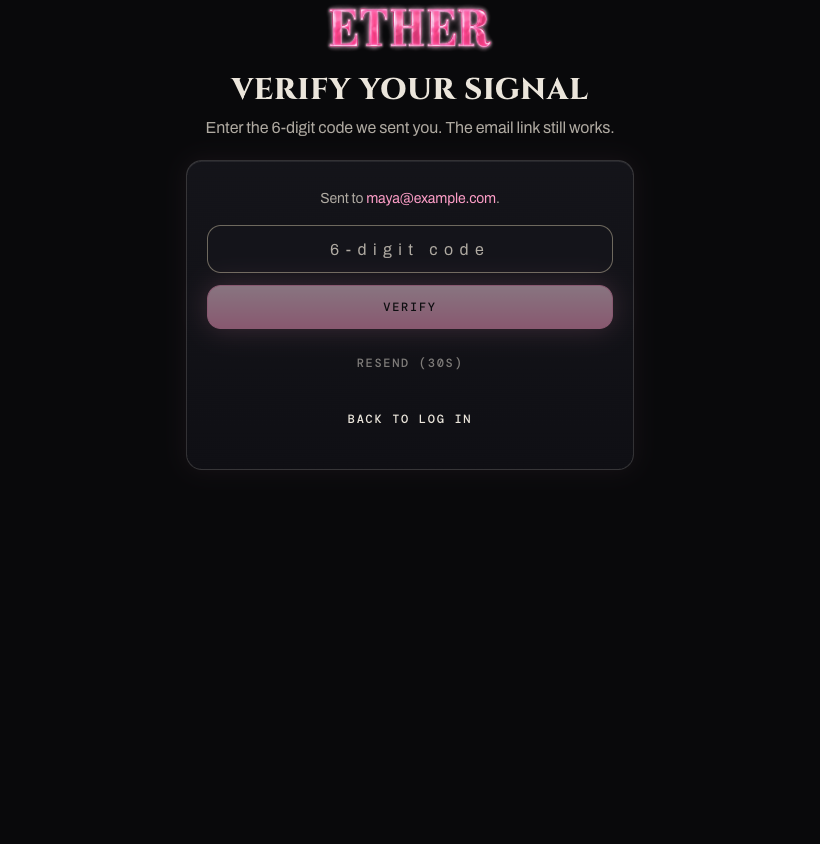 ETHER
VERIFY YOUR SIGNAL
Enter the 6-digit code we sent you. The email link still works.
Sent to maya@example.com.
6-digit code
VERIFY
RESEND (30S)
BACK TO LOG IN